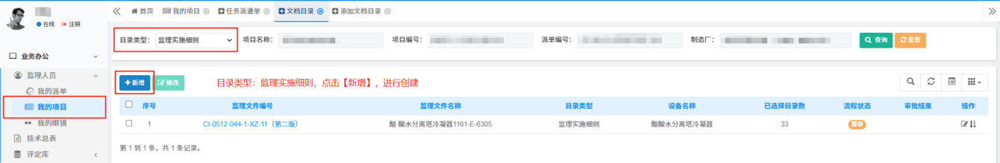 首页 我的项目 任务派遣单 文档目录 添加文档目录
在线 注销
目录类型： 监理实施细则 项目名称： 项目编号： 派单编号： 制造厂： 查询 重置
业务办公
监理人员
我的派单
我的项目
我的眼镜
技术总表
评定库
+新增 修改 目录类型：监理实施细则，点击【新增】，进行创建
序号 监理文件编号 监理文件名称 目录类型 设备名称 已选择目录数 流程状态 审批结果 操作
1 CI-0512-044-1-XZ-11（第二版） 醋 酸水分离塔冷凝器1161-E-6305 监理实施细则 醋酸水分离塔冷凝器 33 暂存
第 1 到 1 条，共 1 条记录。